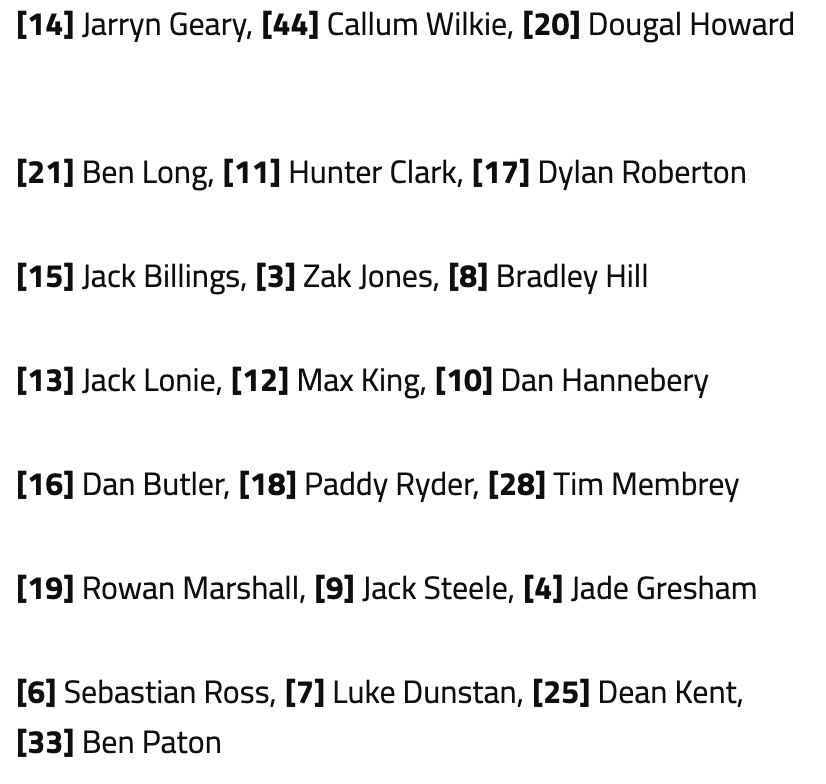 [14] Jarryn Geary, [44] Callum Wilkie, [20] Dougal Howard
[21] Ben Long, [11] Hunter Clark, [17] Dylan Roberton
[15] Jack Billings, [3] Zak Jones, [8] Bradley Hill
[13] Jack Lonie, [12] Max King, [10] Dan Hannebery
[16] Dan Butler, [18] Paddy Ryder, [28] Tim Membrey
[19] Rowan Marshall, [9] Jack Steele, [4] Jade Gresham
[6] Sebastian Ross, [7] Luke Dunstan, [25] Dean Kent,
[33] Ben Paton